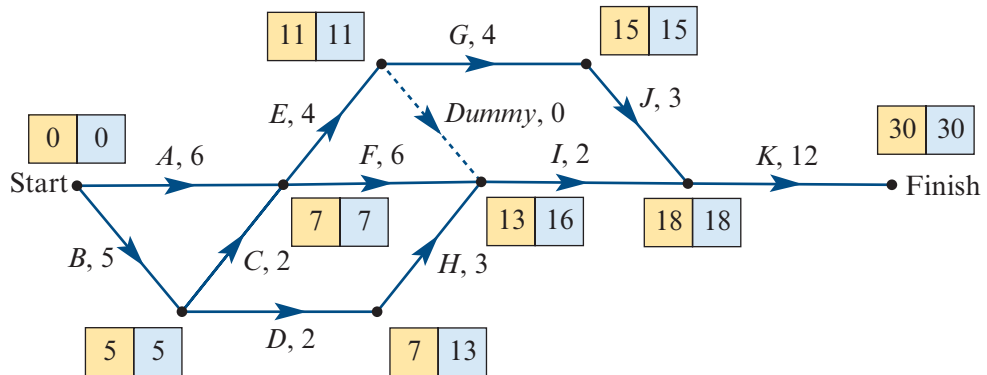 11 11
G, 4
15 15
E, 4
Dummy, 0
J, 3
0 0
30 30
A, 6
F, 6
I, 2
K, 12
Start
Finish
7 7
13 16
18 18
B, 5
C, 2
H, 3
D, 2
5 5
7 13